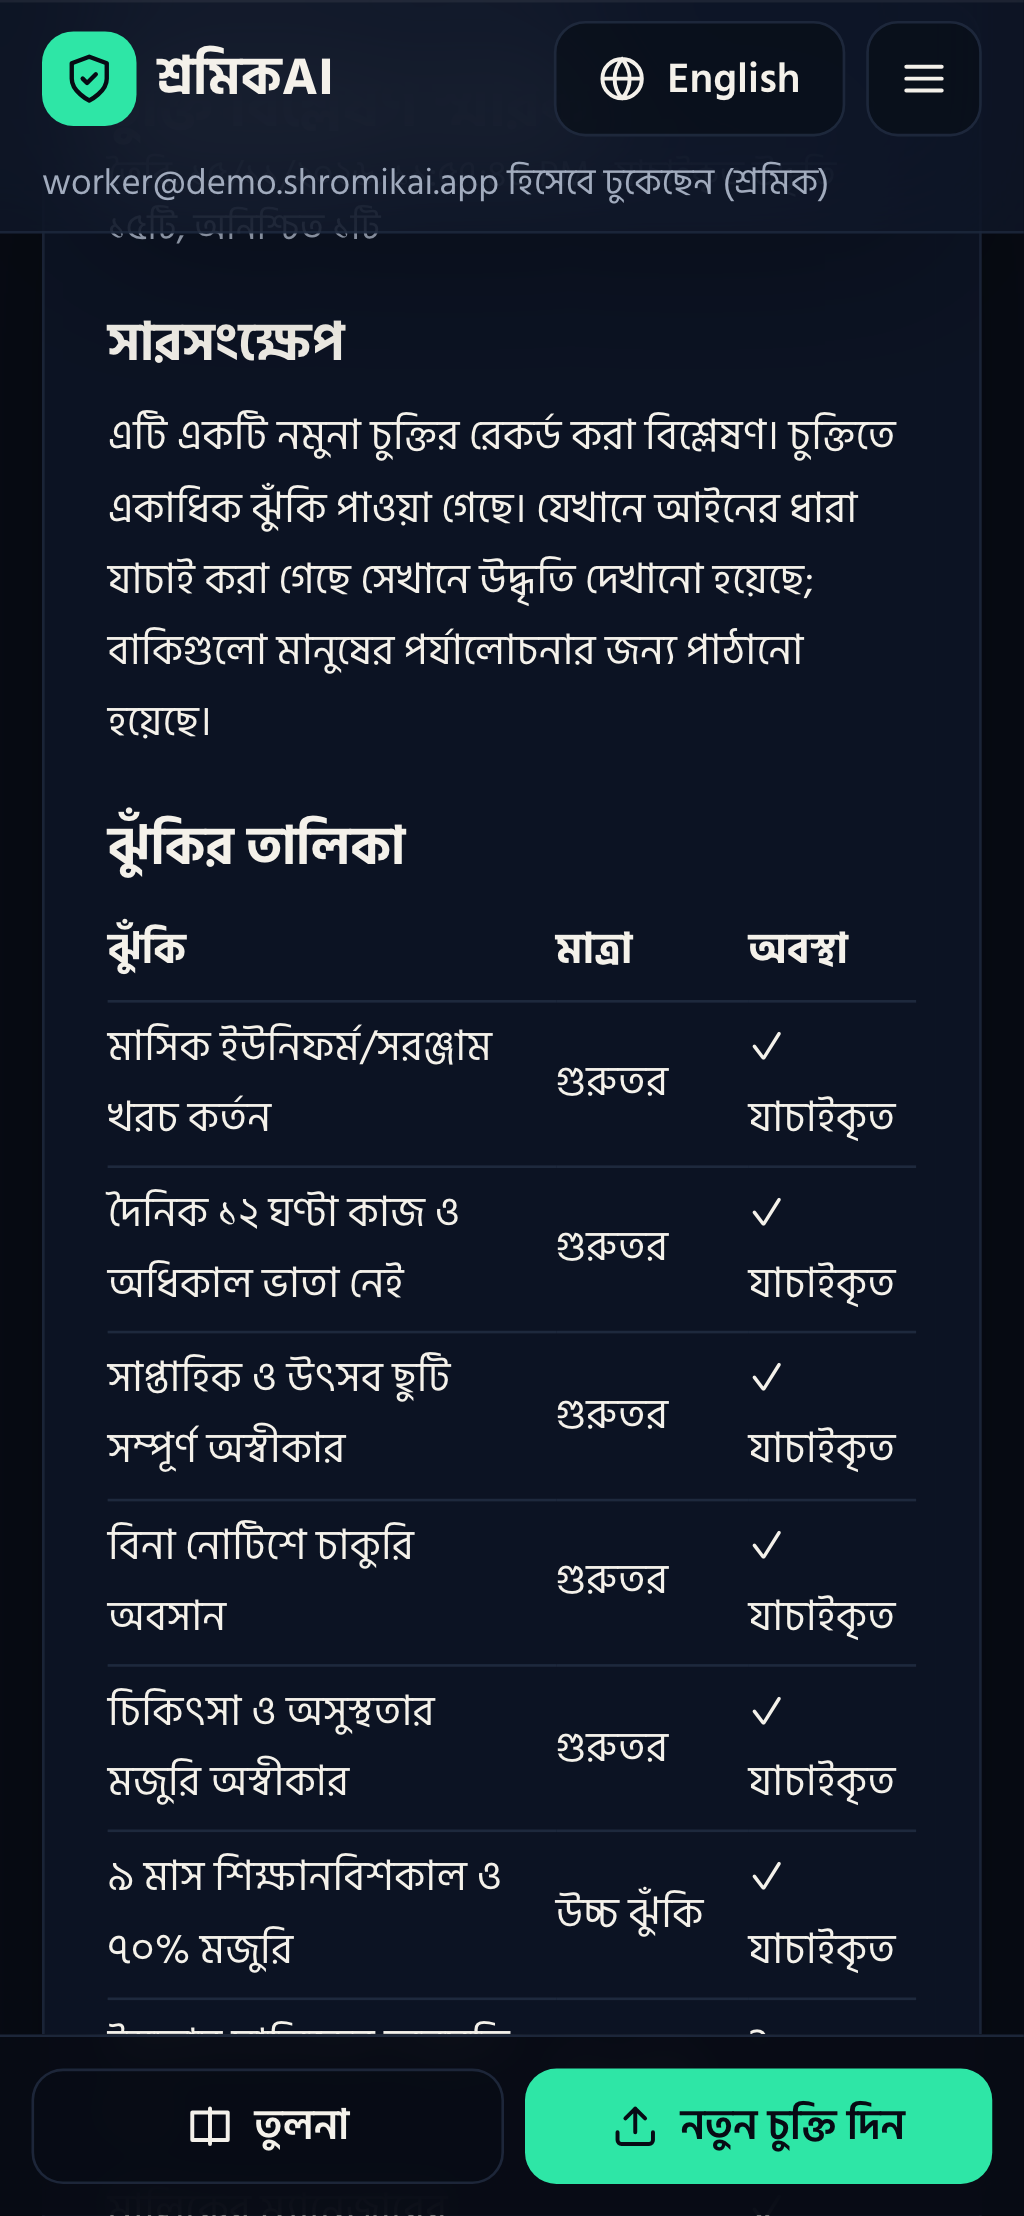 শ্রমিকAI
English
worker@demo.shromikai.app হিসেবে ঢুকেছেন (শ্রমিক)
১৫টি, অনিশ্চিত ১টি
সারসংক্ষেপ
এটি একটি নমুনা চুক্তির রেকর্ড করা বিশ্লেষণ। চুক্তিতে
একাধিক ঝুঁকি পাওয়া গেছে। যেখানে আইনের ধারা
যাচাই করা গেছে সেখানে উদ্ধৃতি দেখানো হয়েছে;
বাকিগুলো মানুষের পর্যালোচনার জন্য পাঠানো
হয়েছে।
ঝুঁকির তালিকা
ঝুঁকি মাত্রা অবস্থা
মাসিক ইউনিফর্ম/সরঞ্জাম
খরচ কর্তন
গুরুতর
✓
যাচাইকৃত
দৈনিক ১২ ঘণ্টা কাজ ও
অধিকাল ভাতা নেই
গুরুতর
✓
যাচাইকৃত
সাপ্তাহিক ও উৎসব ছুটি
সম্পূর্ণ অস্বীকার
গুরুতর
✓
যাচাইকৃত
বিনা নোটিশে চাকুরি
অবসান
গুরুতর
✓
যাচাইকৃত
চিকিৎসা ও অসুস্থতার
মজুরি অস্বীকার
গুরুতর
✓
যাচাইকৃত
৯ মাস শিক্ষানবিশকাল ও
৭০% মজুরি
উচ্চ ঝুঁকি
✓
যাচাইকৃত
তুলনা
নতুন চুক্তি দিন